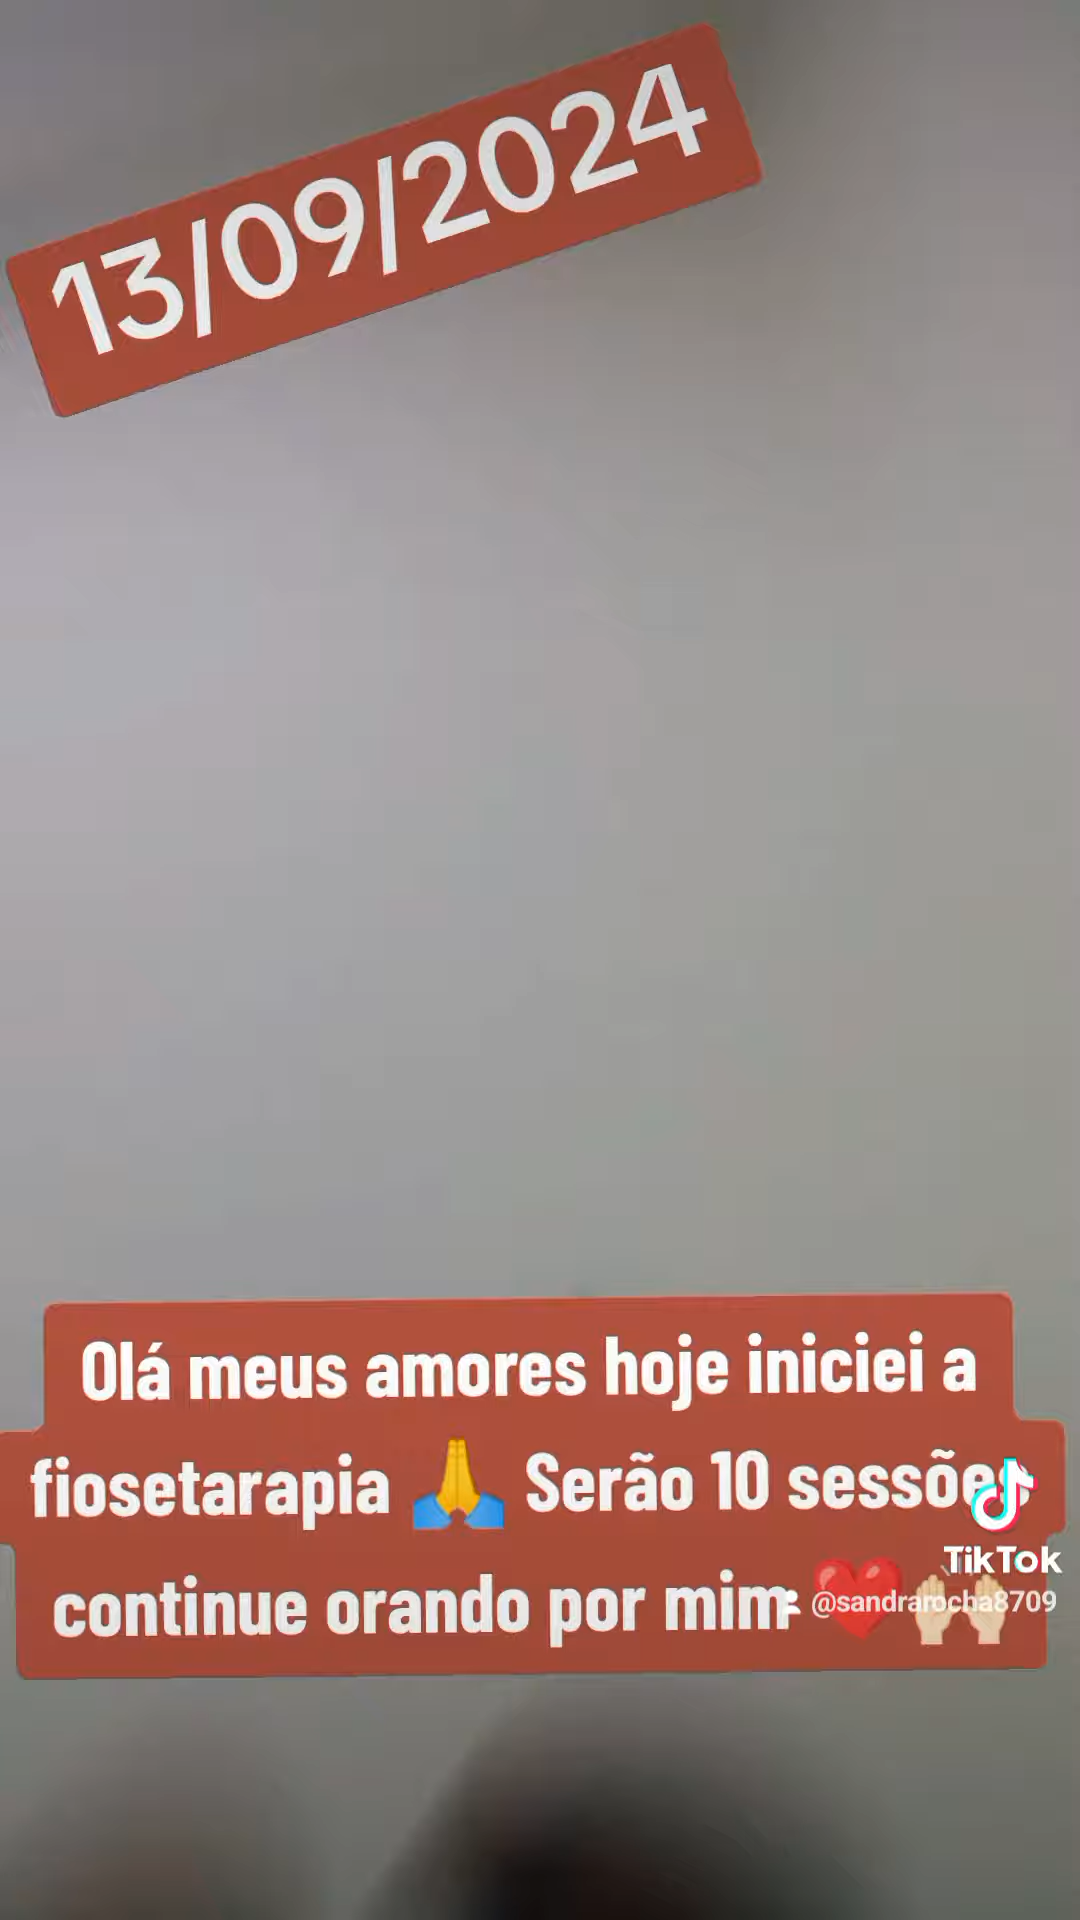 13/09/2024
Olá meus amores hoje iniciei a
fiosetarapia 🙏 Serão 10 sessões
continue orando por mim ❤️🙌🏻
TikTok
@sandrarocha8709